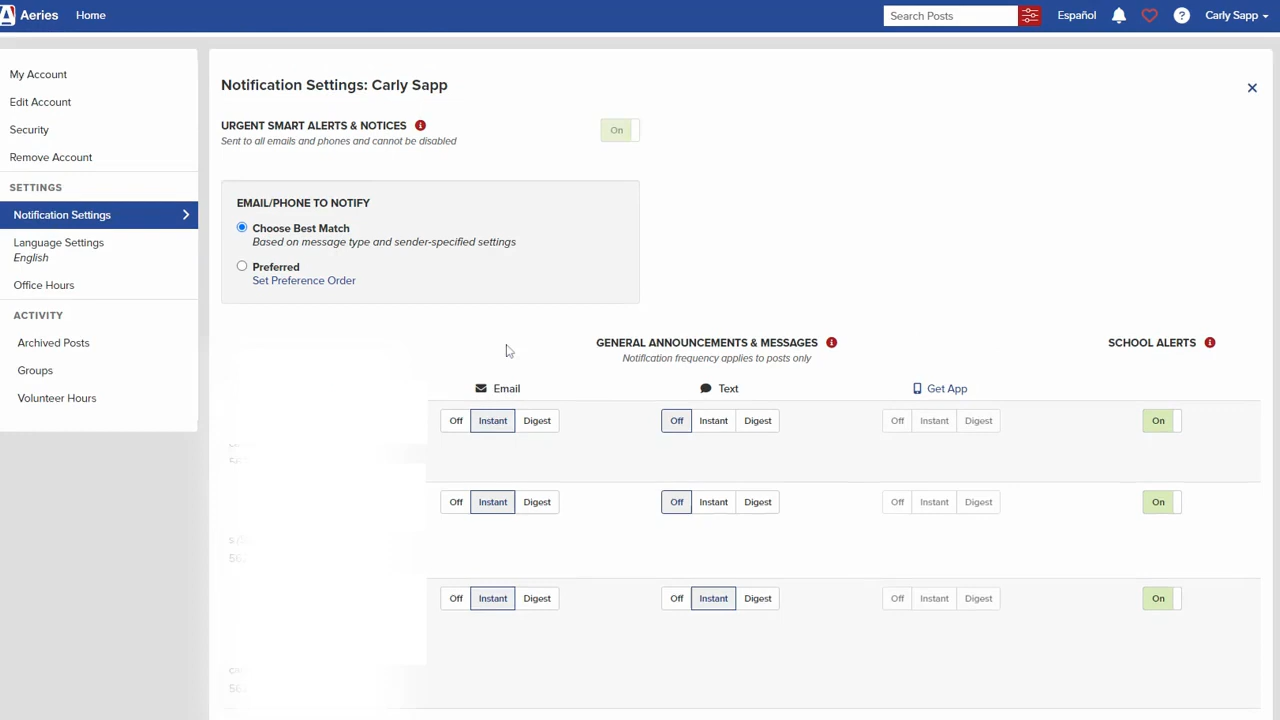 Aeries
Home
Search Posts
Español
Carly Sapp
My Account
Edit Account
Security
Remove Account
SETTINGS
Notification Settings
Language Settings
English
Office Hours
ACTIVITY
Archived Posts
Groups
Volunteer Hours
Notification Settings: Carly Sapp
URGENT SMART ALERTS & NOTICES
On
Sent to all emails and phones and cannot be disabled
EMAIL/PHONE TO NOTIFY
Choose Best Match
Based on message type and sender-specified settings
Preferred
Set Preference Order
GENERAL ANNOUNCEMENTS & MESSAGES
SCHOOL ALERTS
Notification frequency applies to posts only
Email
Text
Get App
Off Instant Digest
Off Instant Digest
Off Instant Digest
On
Off Instant Digest
Off Instant Digest
Off Instant Digest
On
Off Instant Digest
Off Instant Digest
Off Instant Digest
On